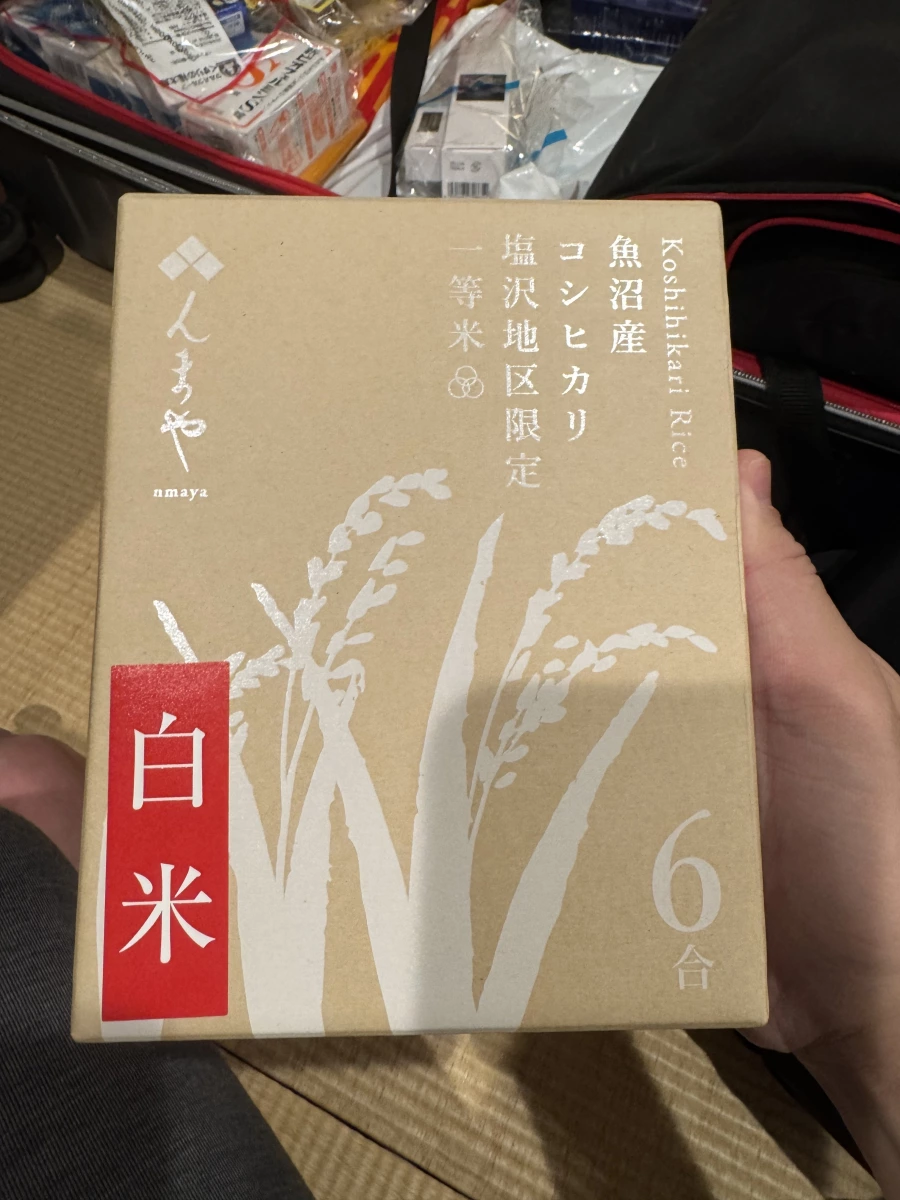 Koshihikari Rice
魚沼産
コシヒカリ
塩沢地区限定
一等米
んまや
nmaya
白米
6合